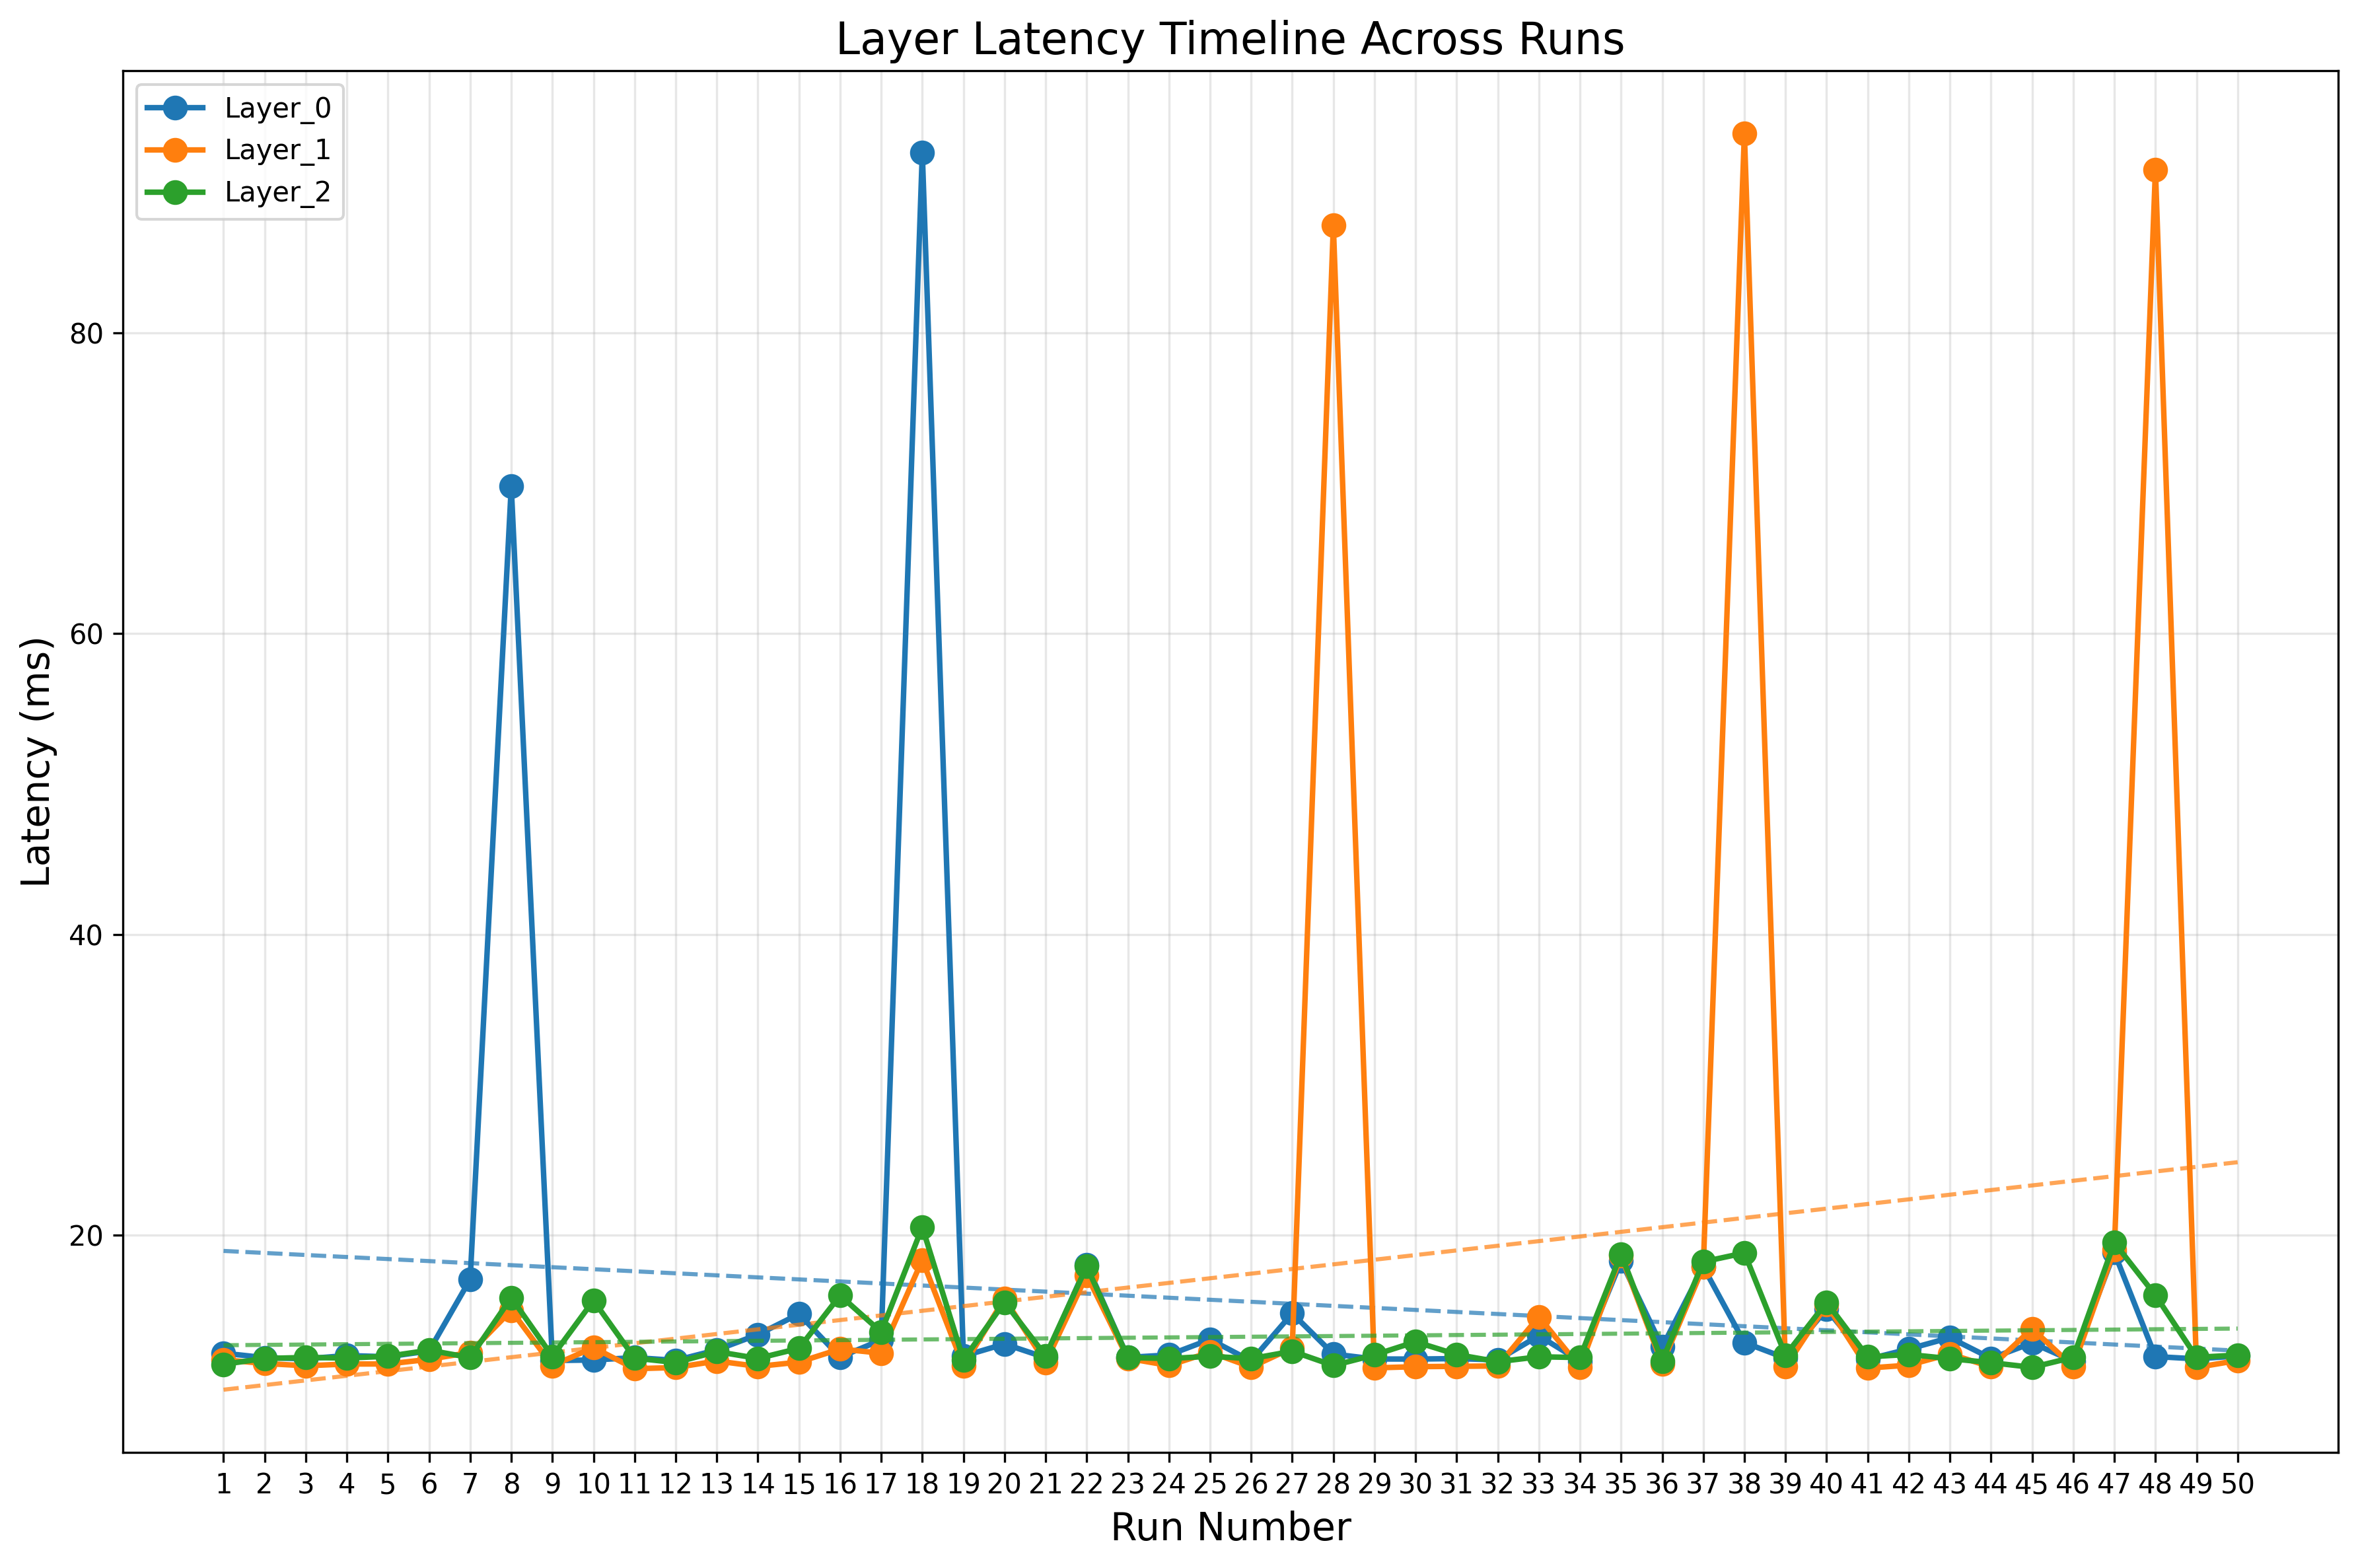 Layer Latency Timeline Across Runs
Layer_0
Layer_1
Layer_2
Latency (ms)
80
60
40
20
1 2 3 4 5 6 7 8 9 10 11 12 13 14 15 16 17 18 19 20 21 22 23 24 25 26 27 28 29 30 31 32 33 34 35 36 37 38 39 40 41 42 43 44 45 46 47 48 49 50
Run Number